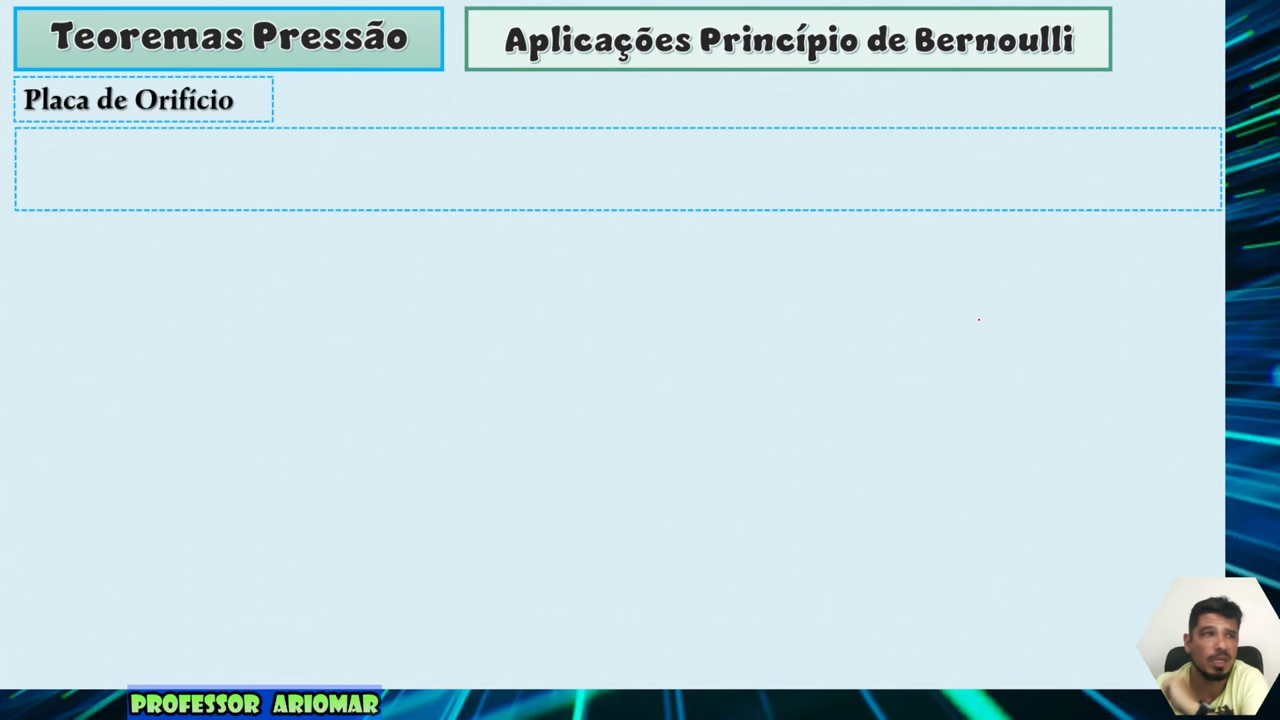 Teoremas Pressão
Aplicações Princípio de Bernoulli
Placa de Orifício
PROFESSOR ARIOMAR